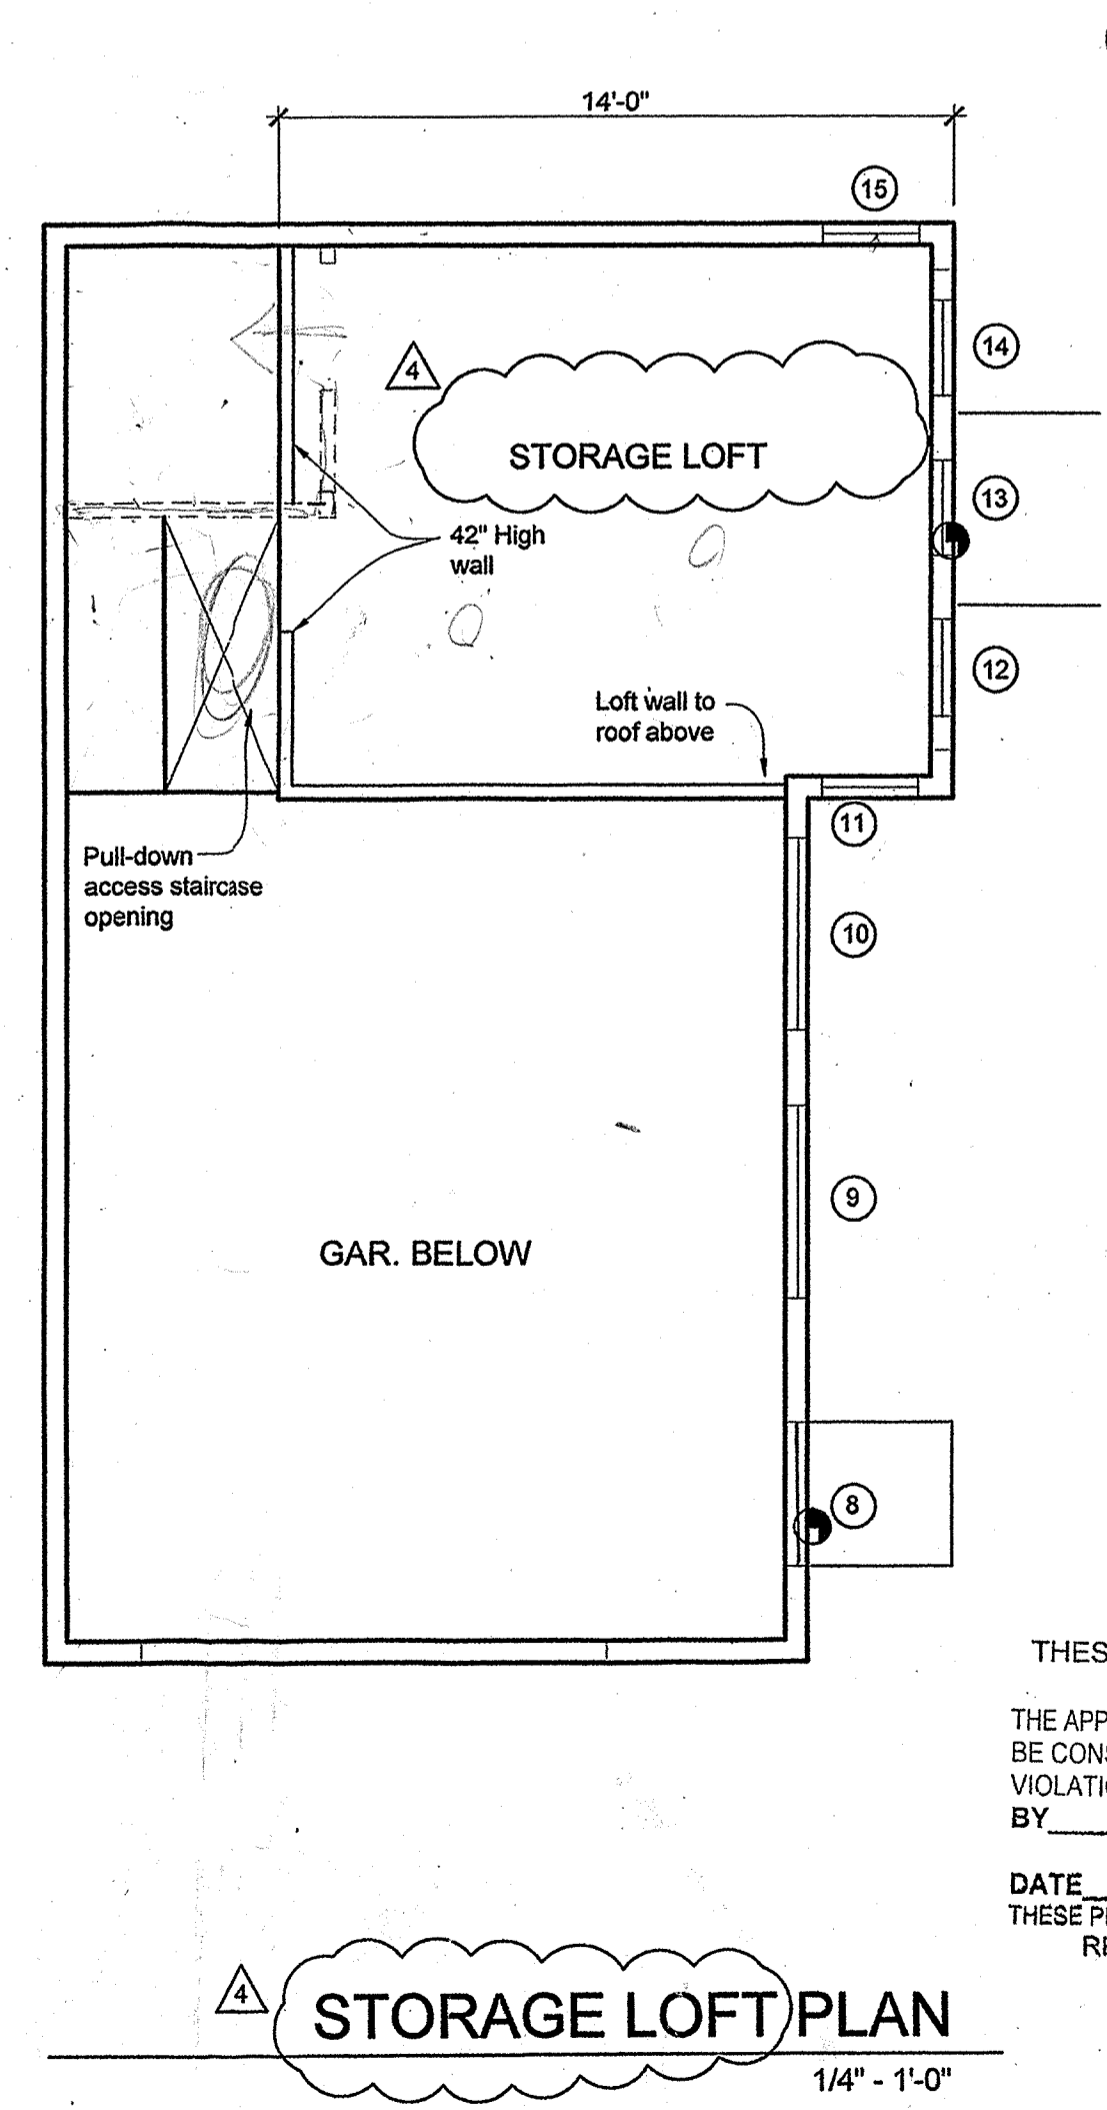 14'-0"
15
14
4
STORAGE LOFT
13
42" High
wall
12
Loft wall to
roof above
11
Pull-down
access staircase
opening
10
9
GAR. BELOW
8
THES
THE APP
BE CONS
VIOLATI
BY
DATE
THESE P
R
4
STORAGE LOFT PLAN
1/4" - 1'-0"